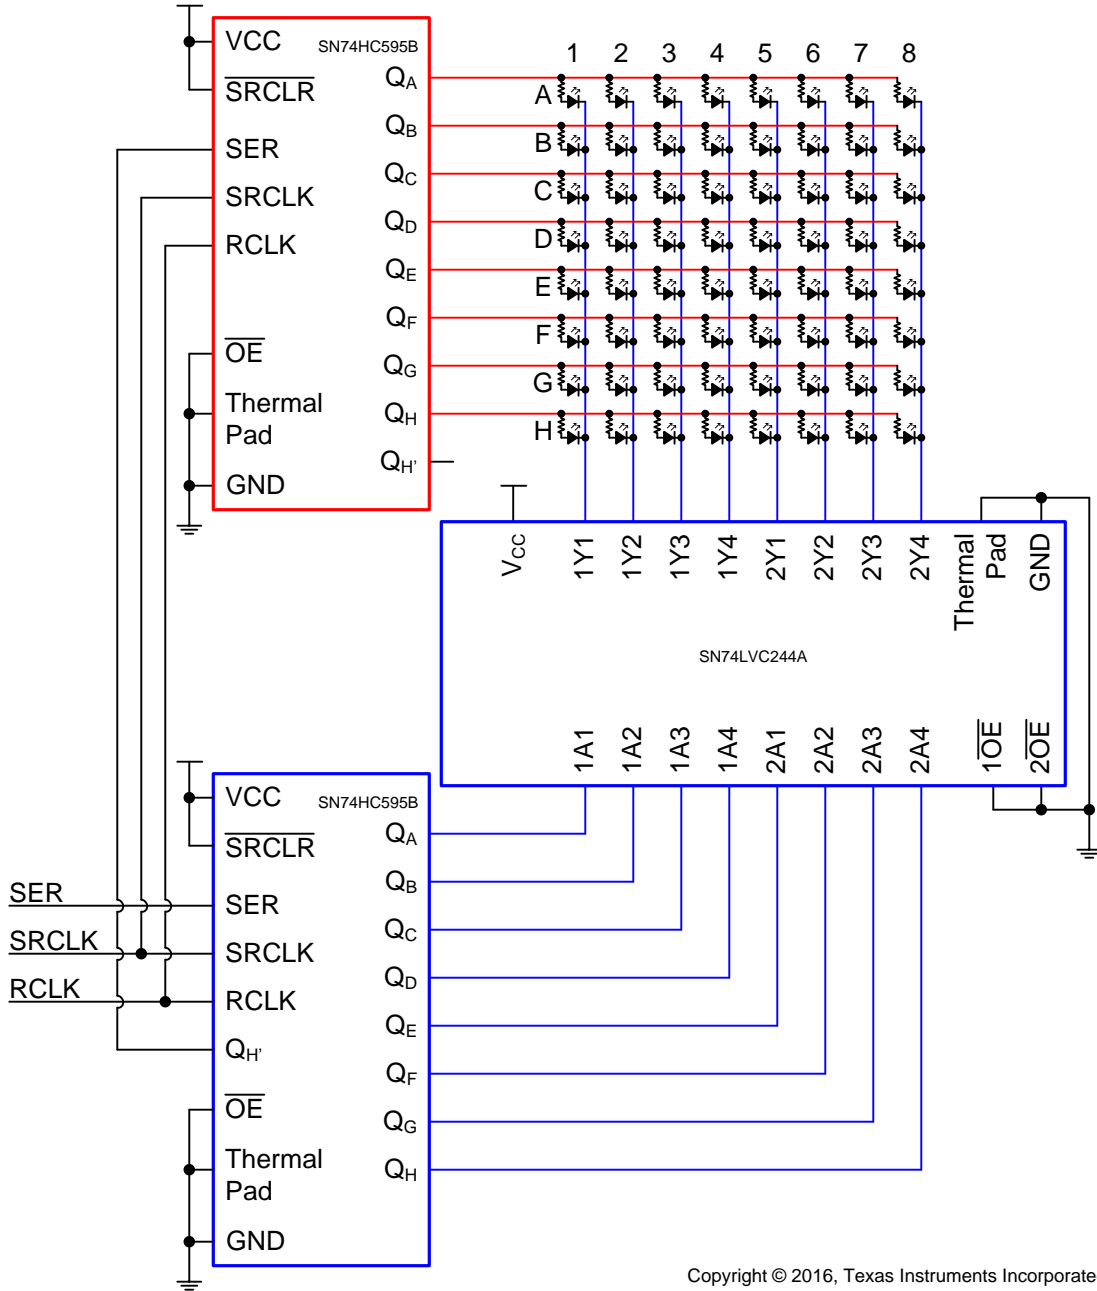 VCC
SN74HC595B
SRCLR
SER
SRCLK
RCLK
OE
Thermal
Pad
GND
QA
QB
QC
QD
QE
QF
QG
QH
QH'
1 2 3 4 5 6 7 8
A
B
C
D
E
F
G
H
VCC
1Y1
1Y2
1Y3
1Y4
2Y1
2Y2
2Y3
2Y4
Thermal
Pad
GND
SN74LVC244A
1A1
1A2
1A3
1A4
2A1
2A2
2A3
2A4
1OE
2OE
SER
SRCLK
RCLK
VCC
SN74HC595B
SRCLR
SER
SRCLK
RCLK
QH'
OE
Thermal
Pad
GND
QA
QB
QC
QD
QE
QF
QG
QH
Copyright © 2016, Texas Instruments Incorporate